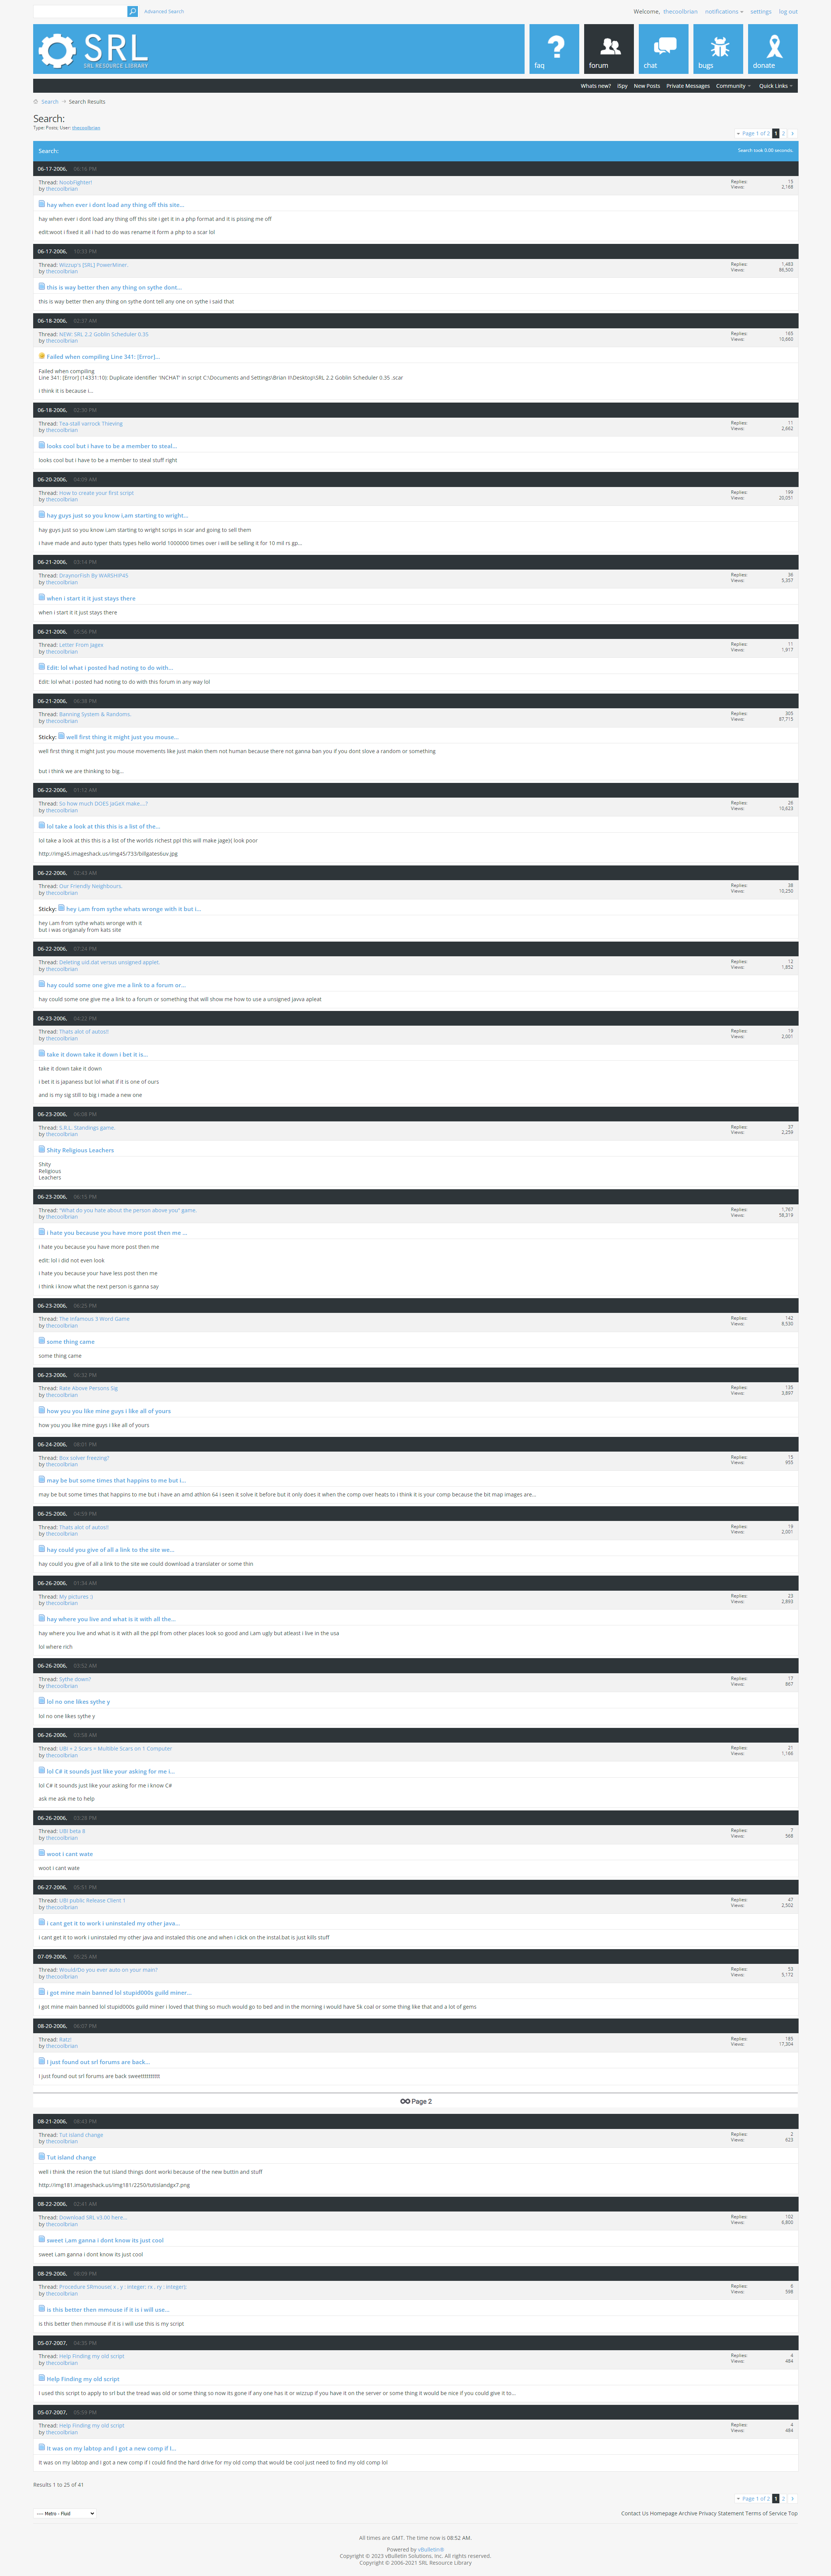 Advanced Search
Welcome, thecoolbrian notifications settings log out
SRL
SRL RESOURCE LIBRARY
faq
forum
chat
bugs
donate
Whats new? iSpy New Posts Private Messages Community Quick Links
Search Search Results
Search:
Type: Posts; User: thecoolbrian
Page 1 of 2 1 2
Search: Search took 0.00 seconds.
06-17-2006,
Thread: Noobfighter! Replies: 15
by thecoolbrian Views: 2,168
hay when ever i dont load any thing off this site...
hay when ever i dont load any thing off this site i get it in a php format and it is pissing me off
edit:woot i fixed it all i had to do was rename it form a php to a scar lol
06-17-2006, 10:33 PM
Thread: Wizzup's [SRL] PowerMiner. Replies: 1,483
by thecoolbrian Views: 86,500
this is way better then any thing on sythe dont...
this is way better then any thing on sythe dont tell any one on sythe i said that
06-18-2006, 02:37 AM
Thread: NEW: SRL 2.2 Goblin Scheduler 0.35 Replies: 165
by thecoolbrian Views: 10,660
Failed when compiling Line 341: [Error]...
Failed when compiling
Line 341: [Error] (14331:10): Duplicate identifier 'INCHAT' in script C:\Documents and Settings\Brian II\Desktop\SRL 2.2 Goblin Scheduler 0.35 .scar
i think it is because i...
06-18-2006, 02:30 PM
Thread: Tea-stall varrock Thieving Replies: 11
by thecoolbrian Views: 2,662
looks cool but i have to be a member to steal...
looks cool but i have to be a member to steal stuff right
06-20-2006, 04:09 AM
Thread: How to create your first script Replies: 199
by thecoolbrian Views: 20,051
hay guys just so you know i,am starting to wright...
hay guys just so you know i,am starting to wright scrips in scar and going to sell them
i have made and auto typer thats types hello world 1000000 times over i will be selling it for 10 mil rs gp...
06-21-2006, 03:14 PM
Thread: DraynorFish By WARSHIP45 Replies: 36
by thecoolbrian Views: 5,357
when i start it it just stays there
when i start it it just stays there
06-21-2006, 05:56 PM
Thread: Letter From Jagex Replies: 11
by thecoolbrian Views: 1,917
Edit: lol what i posted had noting to do with...
Edit: lol what i posted had noting to do with this forum in any way lol
06-21-2006, 06:30 PM
Thread: Banning System & Randoms. Replies: 305
by thecoolbrian Views: 87,715
Sticky: well first thing it might just you mouse...
well first thing it might just you mouse movements like just makin them not human because there not ganna ban you if you dont slove a random or something
but i think we are thinking to big...
06-22-2006, 01:12 AM
Thread: So how much DOES JaGeX make....? Replies: 26
by thecoolbrian Views: 10,623
lol take a look at this this is a list of the...
lol take a look at this this is a list of the worlds richest ppl this will make jage)( look poor
http://img45.imageshack.us/img45/733/billgates6uv.jpg
06-22-2006, 02:43 AM
Thread: Our Friendly Neighbours. Replies: 38
by thecoolbrian Views: 10,250
Sticky: hey i,am from sythe whats wronge with it but i...
hey i,am from sythe whats wronge with it
but i was origanaly from kats site
06-22-2006, 07:24 PM
Thread: Deleting uid.dat versus unsigned applet. Replies: 12
by thecoolbrian Views: 1,852
hay could some one give me a link to a forum or...
hay could some one give me a link to a forum or something that will show me how to use a unsigned javva apleat
06-23-2006, 04:22 PM
Thread: Thats alot of autos!! Replies: 19
by thecoolbrian Views: 2,001
take it down take it down i bet it is...
take it down take it down
i bet it is japaness but lol what if it is one of ours
and is my sig still to big i made a new one
06-23-2006, 06:08 PM
Thread: S.R.L. Standings game. Replies: 37
by thecoolbrian Views: 2,259
Shity Religious Leachers
Shity
Religious
Leachers
06-23-2006, 06:15 PM
Thread: "What do you hate about the person above you" game. Replies: 1,767
by thecoolbrian Views: 58,319
i hate you because you have more post then me ...
i hate you because you have more post then me
edit: lol i did not even look
i hate you because your have less post then me
i think i know what the next person is ganna say
06-23-2006, 06:25 PM
Thread: The Infamous 3 Word Game Replies: 142
by thecoolbrian Views: 8,530
some thing came
some thing came
06-23-2006, 06:32 PM
Thread: Rate Above Persons Sig Replies: 135
by thecoolbrian Views: 3,897
how you you like mine guys i like all of yours
how you you like mine guys i like all of yours
06-24-2006, 08:01 PM
Thread: Box solver freezing? Replies: 15
by thecoolbrian Views: 955
may be but some times that happins to me but i...
may be but some times that happins to me but i have an amd athlon 64 i seen it solve it before but it only does it when the comp over heats to i think it is your comp because the bit map images are...
06-25-2006, 04:59 PM
Thread: Thats alot of autos!! Replies: 19
by thecoolbrian Views: 2,001
hay could you give of all a link to the site we...
hay could you give of all a link to the site we could download a translater or some thin
06-26-2006, 01:34 AM
Thread: My pictures :) Replies: 23
by thecoolbrian Views: 2,893
hay where you live and what is it with all the...
hay where you live and what is it with all the ppl from other places look so good and i,am ugly but atleast i live in the usa
lol where rich
06-26-2006, 03:52 AM
Thread: Sythe down? Replies: 17
by thecoolbrian Views: 867
lol no one likes sythe y
lol no one likes sythe y
06-26-2006, 03:58 AM
Thread: UBI + 2 Scars = Multible Scars on 1 Computer Replies: 21
by thecoolbrian Views: 1,166
lol C# it sounds just like your asking for me i...
lol C# it sounds just like your asking for me i know C#
ask me ask me to help
06-26-2006, 03:28 PM
Thread: UBI beta 8 Replies: 7
by thecoolbrian Views: 568
woot i cant wate
woot i cant wate
06-27-2006, 05:51 PM
Thread: UBI public Release Client 1 Replies: 47
by thecoolbrian Views: 2,502
i cant get it to work i uninstaled my other java...
i cant get it to work i uninstaled my other java and instaled this one and when i click on the instal.bat is just kills stuff
07-09-2006, 05:20 AM
Thread: Would/Do you ever auto on your main? Replies: 53
by thecoolbrian Views: 5,172
i got mine main banned lol stupid000s guild miner...
i got mine main banned lol stupid000s guild miner i loved that thing so much would go to bed and in the morning i would have 5k coal or some thing like that and a lot of gems
08-20-2006, 06:07 PM
Thread: Ratz! Replies: 185
by thecoolbrian Views: 17,304
I just found out srl forums are back...
I just found out srl forums are back sweetttttttttt
Page 2
08-21-2006, 08:43 PM
Thread: Tut island change Replies: 2
by thecoolbrian Views: 623
Tut island change
well i think the resion the tut island things dont worki because of the new buttin and stuff
http://img181.imageshack.us/img181/2250/tutislandgx7.png
08-22-2006, 02:41 AM
Thread: Download SRL v3.00 here... Replies: 102
by thecoolbrian Views: 6,800
sweet i,am ganna i dont know its just cool
sweet i,am ganna i dont know its just cool
08-29-2006, 08:09 PM
Thread: Procedure SRmouse( x , y : integer; rx , ry : integer); Replies: 6
by thecoolbrian Views: 598
is this better then mmouse if it is i will use...
is this better then mmouse if it is i will use this is my script
05-07-2007, 04:35 PM
Thread: Help Finding my old script Replies: 4
by thecoolbrian Views: 484
Help Finding my old script
I used this script to apply to srl but the tread was old or some thing so now its gone if any one has it or wizzup if you have it on the server or some thing it would be nice if you could give it to...
05-07-2007, 05:59 PM
Thread: Help Finding my old script Replies: 4
by thecoolbrian Views: 484
It was on my labtop and I got a new comp if I...
It was on my labtop and i got a new comp if I could find the hard drive for my old comp that would be cool just need to find my old comp lol
Results 1 to 25 of 41
Page 1 of 2 1 2
---- Metro - Fluid
Contact Us Homepage Archive Privacy Statement Terms of Service Top
All times are GMT. The time now is 08:52 AM.
Powered by vBulletin®
Copyright © 2023 vBulletin Solutions, Inc. All rights reserved.
Copyright © 2006-2021 SRL Resource Library